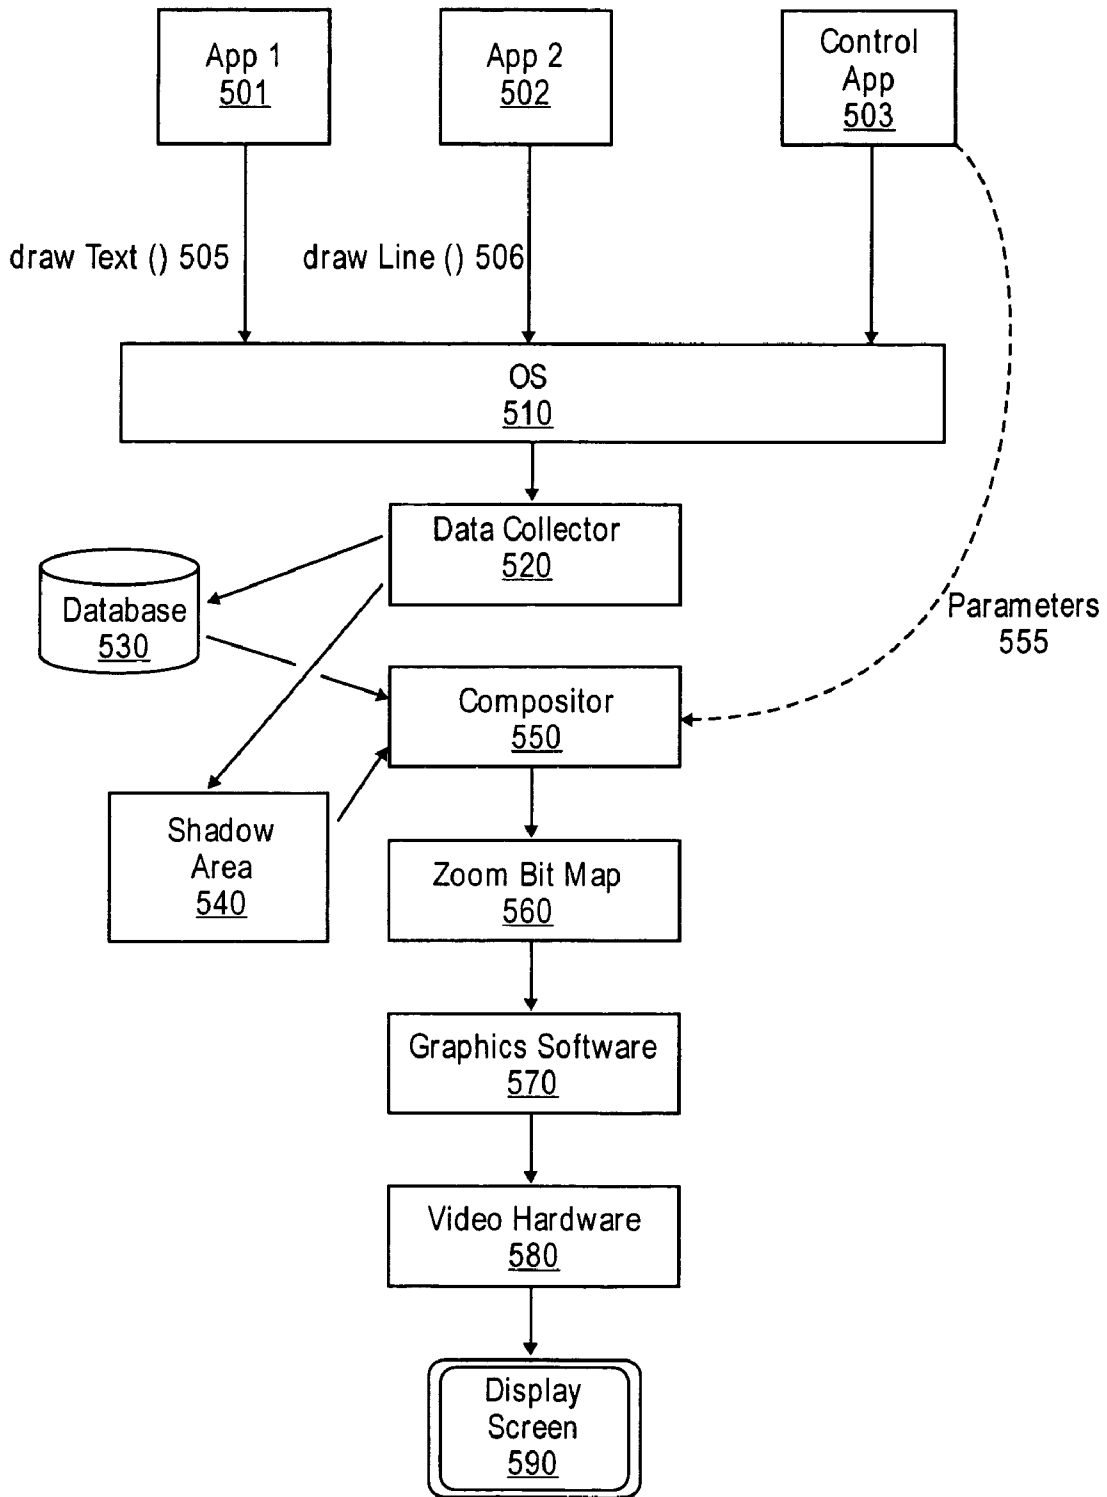 App 1
501
App 2
502
Control
App
503
draw Text () 505
draw Line () 506
OS
510
Data Collector
520
Database
530
Parameters
555
Compositor
550
Shadow
Area
540
Zoom Bit Map
560
Graphics Software
570
Video Hardware
580
Display
Screen
590